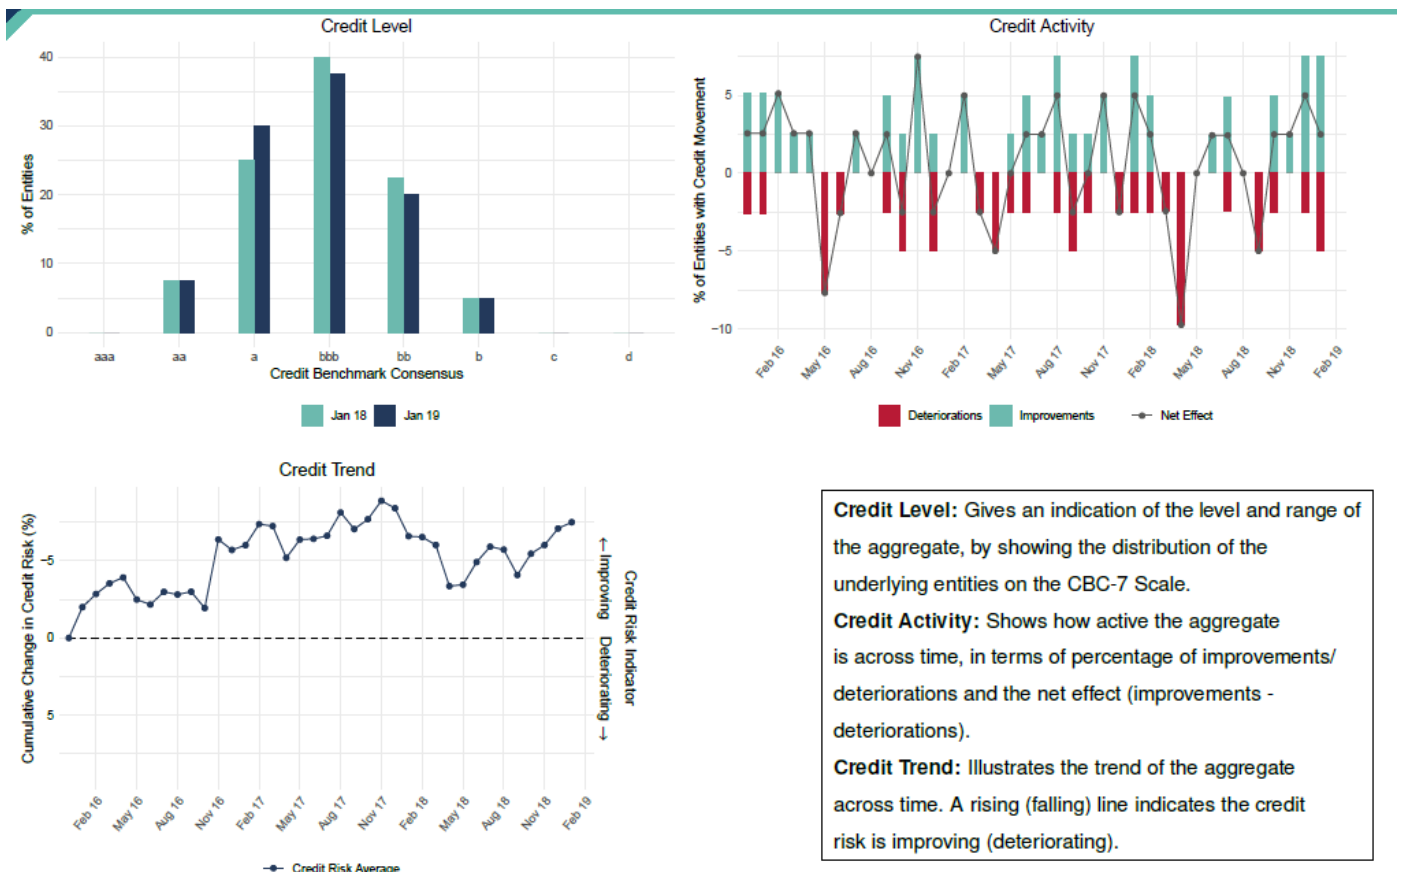 Credit Level
40
30
20
10
0
% of Entities
aaa aa a bbb bb b c d
Credit Benchmark Consensus
Jan 18 Jan 19
Credit Activity
5
0
−5
−10
% of Entities with Credit Movement
Feb 16 May 16 Aug 16 Nov 16 Feb 17 May 17 Aug 17 Nov 17 Feb 18 May 18 Aug 18 Nov 18 Feb 19
Deteriorations Improvements Net Effect
Credit Trend
−5
0
5
Cumulative Change in Credit Risk (%)
← Improving Deteriorating →
Credit Risk Indicator
Feb 16 May 16 Aug 16 Nov 16 Feb 17 May 17 Aug 17 Nov 17 Feb 18 May 18 Aug 18 Nov 18 Feb 19
Credit Risk Average
Credit Level: Gives an indication of the level and range of
the aggregate, by showing the distribution of the
underlying entities on the CBC-7 Scale.
Credit Activity: Shows how active the aggregate
is across time, in terms of percentage of improvements/
deteriorations and the net effect (improvements -
deteriorations).
Credit Trend: Illustrates the trend of the aggregate
across time. A rising (falling) line indicates the credit
risk is improving (deteriorating).